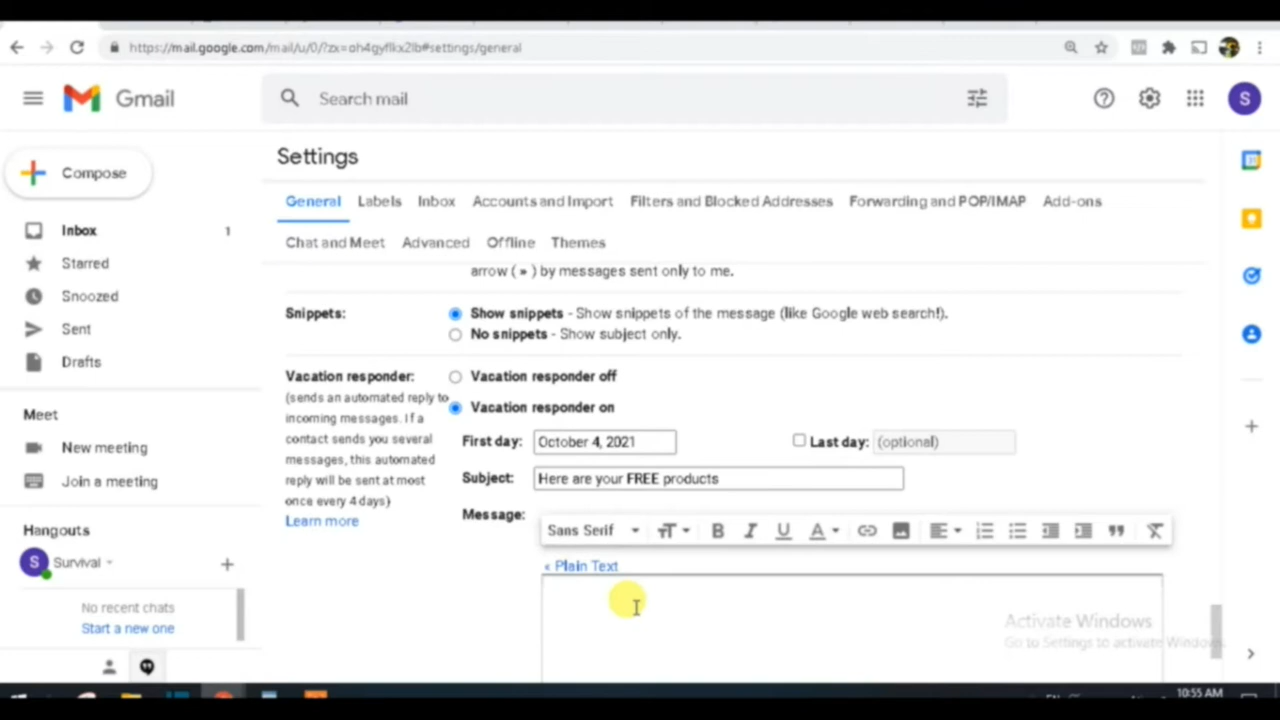 https://mail.google.com/mail/u/0/?zx=oh4gyflkx2lb#settings/general
Gmail
Search mail
S
Compose
Settings
General Labels Inbox Accounts and Import Filters and Blocked Addresses Forwarding and POP/IMAP Add-ons
Chat and Meet Advanced Offline Themes
Inbox 1
Starred
Snoozed
Sent
Drafts
Meet
New meeting
Join a meeting
Hangouts
S Survival
No recent chats
Start a new one
arrow ( » ) by messages sent only to me.
Snippets: Show snippets - Show snippets of the message (like Google web search!).
No snippets - Show subject only.
Vacation responder: Vacation responder off
(sends an automated reply to
incoming messages. If a
contact sends you several
messages, this automated
reply will be sent at most
once every 4 days)
Learn more
Vacation responder on
First day: October 4, 2021 Last day: (optional)
Subject: Here are your FREE products
Message:
Sans Serif
« Plain Text
Activate Windows
Go to Settings to activate Windows.
10:55 AM